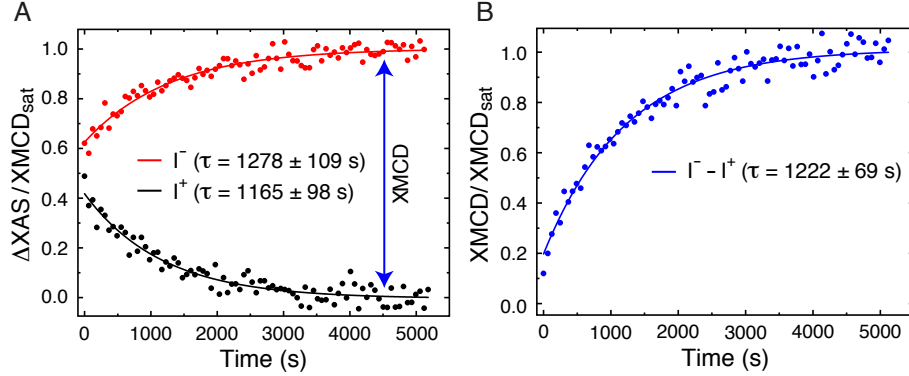 A
ΔXAS / XMCD_sat
1.0
0.8
0.6
0.4
0.2
0.0
I⁻ (τ = 1278 ± 109 s)
I⁺ (τ = 1165 ± 98 s)
XMCD
0 1000 2000 3000 4000 5000
Time (s)
B
XMCD/ XMCD_sat
1.0
0.8
0.6
0.4
0.2
0.0
I⁻ – I⁺ (τ = 1222 ± 69 s)
0 1000 2000 3000 4000 5000
Time (s)